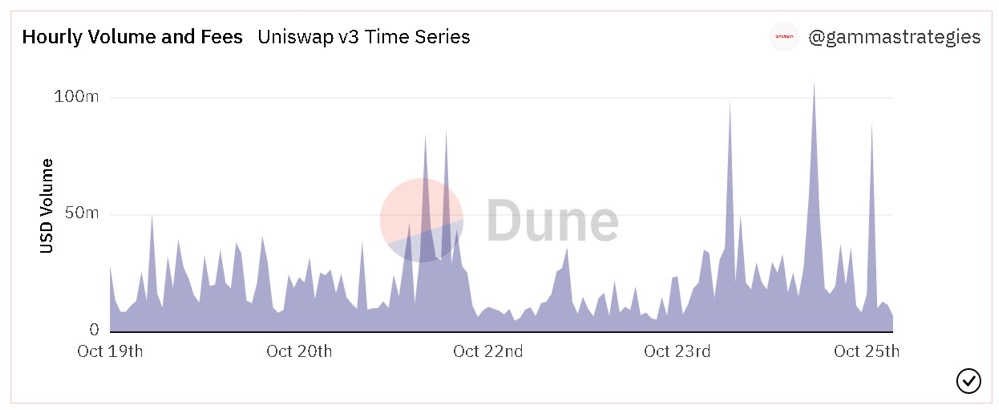 Hourly Volume and Fees Uniswap v3 Time Series
@gammastrategies
100m
50m
0
USD Volume
Dune
Oct 19th Oct 20th Oct 22nd Oct 23rd Oct 25th